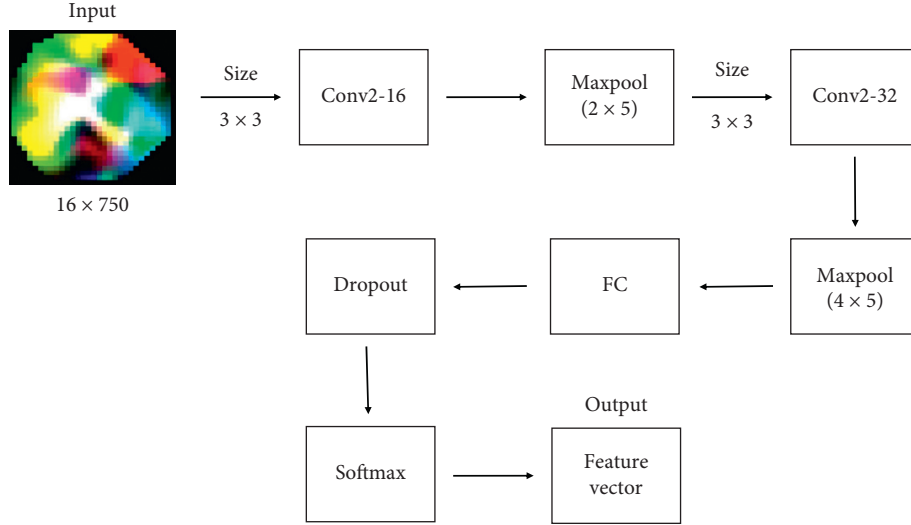 Input
16 × 750
Size
3 × 3
Conv2-16
Maxpool
(2 × 5)
Size
3 × 3
Conv2-32
Maxpool
(4 × 5)
FC
Dropout
Softmax
Output
Feature
vector